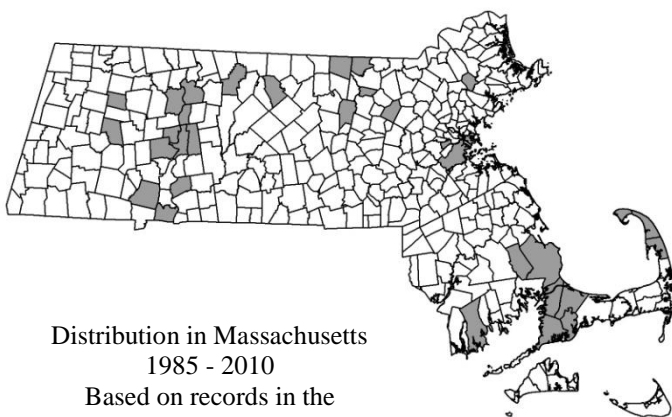 Distribution in Massachusetts
1985 - 2010
Based on records in the